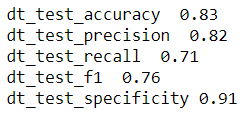 dt_test_accuracy  0.83
dt_test_precision  0.82
dt_test_recall  0.71
dt_test_f1  0.76
dt_test_specificity 0.91